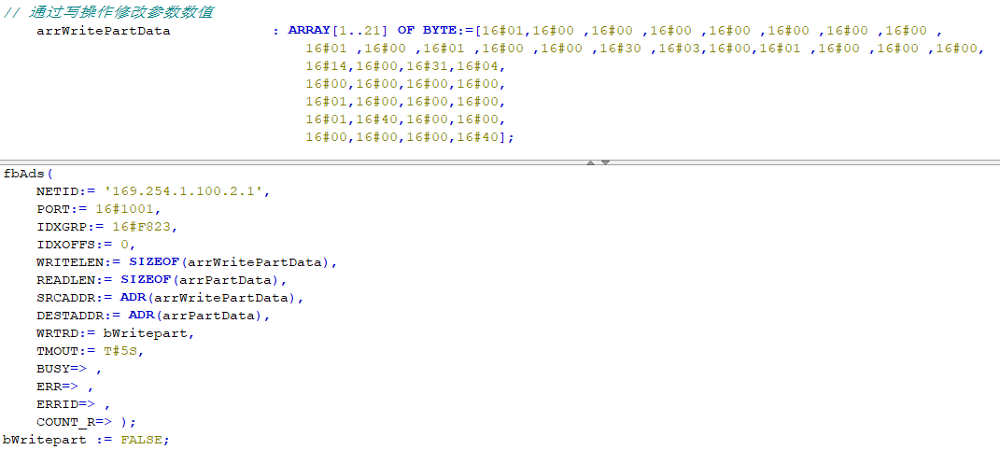 // 通过写操作修改参数数值
arrWritePartData : ARRAY[1..21] OF BYTE:=[16#01,16#00 ,16#00 ,16#00 ,16#00 ,16#00 ,16#00 ,16#00 ,
16#01 ,16#00 ,16#01 ,16#00 ,16#00 ,16#30 ,16#03,16#00,16#01 ,16#00 ,16#00 ,16#00,
16#14,16#00,16#31,16#04,
16#00,16#00,16#00,16#00,
16#01,16#00,16#00,16#00,
16#01,16#40,16#00,16#00,
16#00,16#00,16#00,16#40];
fbAds(
NETID:= '169.254.1.100.2.1',
PORT:= 16#1001,
IDXGRP:= 16#F823,
IDXOFFS:= 0,
WRITELEN:= SIZEOF(arrWritePartData),
READLEN:= SIZEOF(arrPartData),
SRCADDR:= ADR(arrWritePartData),
DESTADDR:= ADR(arrPartData),
WRTRD:= bWritepart,
TMOUT:= T#5S,
BUSY=> ,
ERR=> ,
ERRID=> ,
COUNT_R=> );
bWritepart := FALSE;